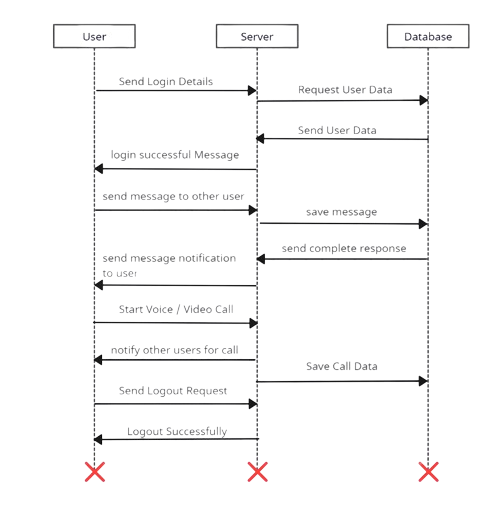 User
Server
Database
Send Login Details
Request User Data
Send User Data
login successful Message
send message to other user
save message
send complete response
send message notification
to user
Start Voice / Video Call
notify other users for call
Save Call Data
Send Logout Request
Logout Successfully